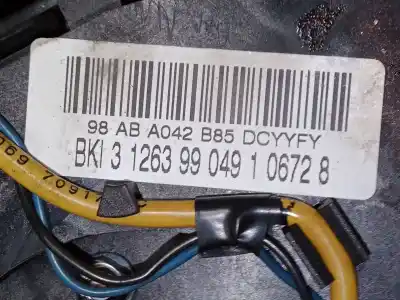 98 AB A042 B85 DCYYFY
BKI 3 1263 99 049 1 0672 8